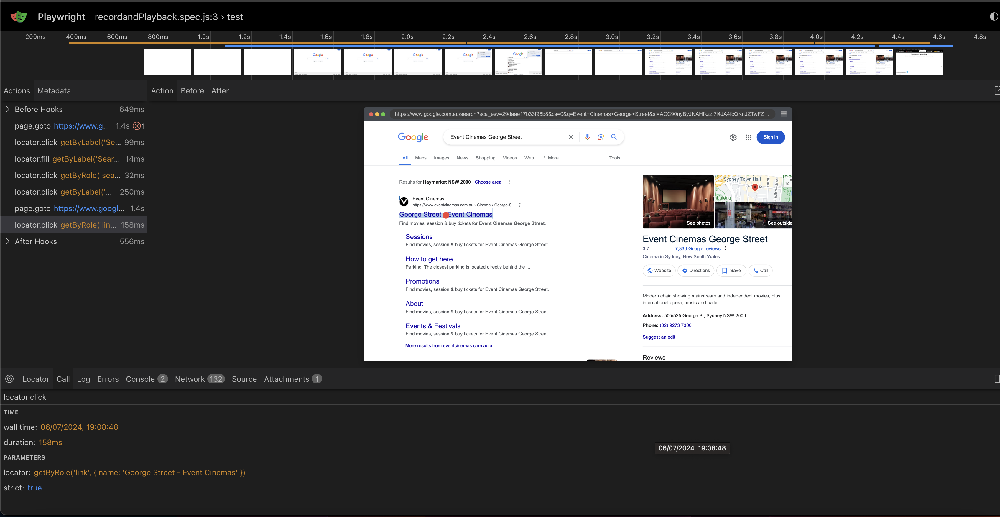 Playwright recordandPlayback.spec.js:3 › test
200ms 400ms 600ms 800ms 1.0s 1.2s 1.4s 1.6s 1.8s 2.0s 2.2s 2.4s 2.6s 2.8s 3.0s 3.2s 3.4s 3.6s 3.8s 4.0s 4.2s 4.4s 4.6s 4.8s
Actions Metadata
Before Hooks 649ms
page.goto https://www.g... 1.4s 1
locator.click getByLabel('Se... 99ms
locator.fill getByLabel('Sear... 14ms
locator.click getByRole('sea... 32ms
locator.click getByLabel('... 250ms
page.goto https://www.googl... 1.4s
locator.click getByRole('lin... 158ms
After Hooks 556ms
Action Before After
https://www.google.com.au/search?sca_esv=29daae17b33f96b8&cs=0&q=Event+Cinemas+George+Street&si=ACC90nyByJNAHfkzzi7l4JA4fcQKnJZTwFZ...
Google
Event Cinemas George Street
Sign in
All Maps Images News Shopping Videos Web More Tools
Results for Haymarket NSW 2000 · Choose area
Event Cinemas
https://www.eventcinemas.com.au › Cinema › George-S...
George Street Event Cinemas
Find movies, session & buy tickets for Event Cinemas George Street.
Sessions
Find movies, session & buy tickets for Event Cinemas George Street.
How to get here
Parking. The closest parking is located directly behind the ...
Promotions
Find movies, session & buy tickets for Event Cinemas George Street.
About
Find movies, session & buy tickets for Event Cinemas George Street.
Events & Festivals
Find movies, session & buy tickets for Event Cinemas George Street.
More results from eventcinemas.com.au »
Sydney Town Hall
Pitt St
Castlereagh St
Bath St
nbalong
See photos
See outside
Event Cinemas George Street
3.7 7,330 Google reviews
Cinema in Sydney, New South Wales
Website Directions Save Call
Modern chain showing mainstream and independent movies, plus
international opera, music and ballet.
Address: 505/525 George St, Sydney NSW 2000
Phone: (02) 9273 7300
Suggest an edit
Reviews
Locator Call Log Errors Console 2 Network 132 Source Attachments 1
locator.click
TIME
wall time: 06/07/2024, 19:08:48
duration: 158ms
06/07/2024, 19:08:48
PARAMETERS
locator: getByRole('link', { name: 'George Street - Event Cinemas' })
strict: true